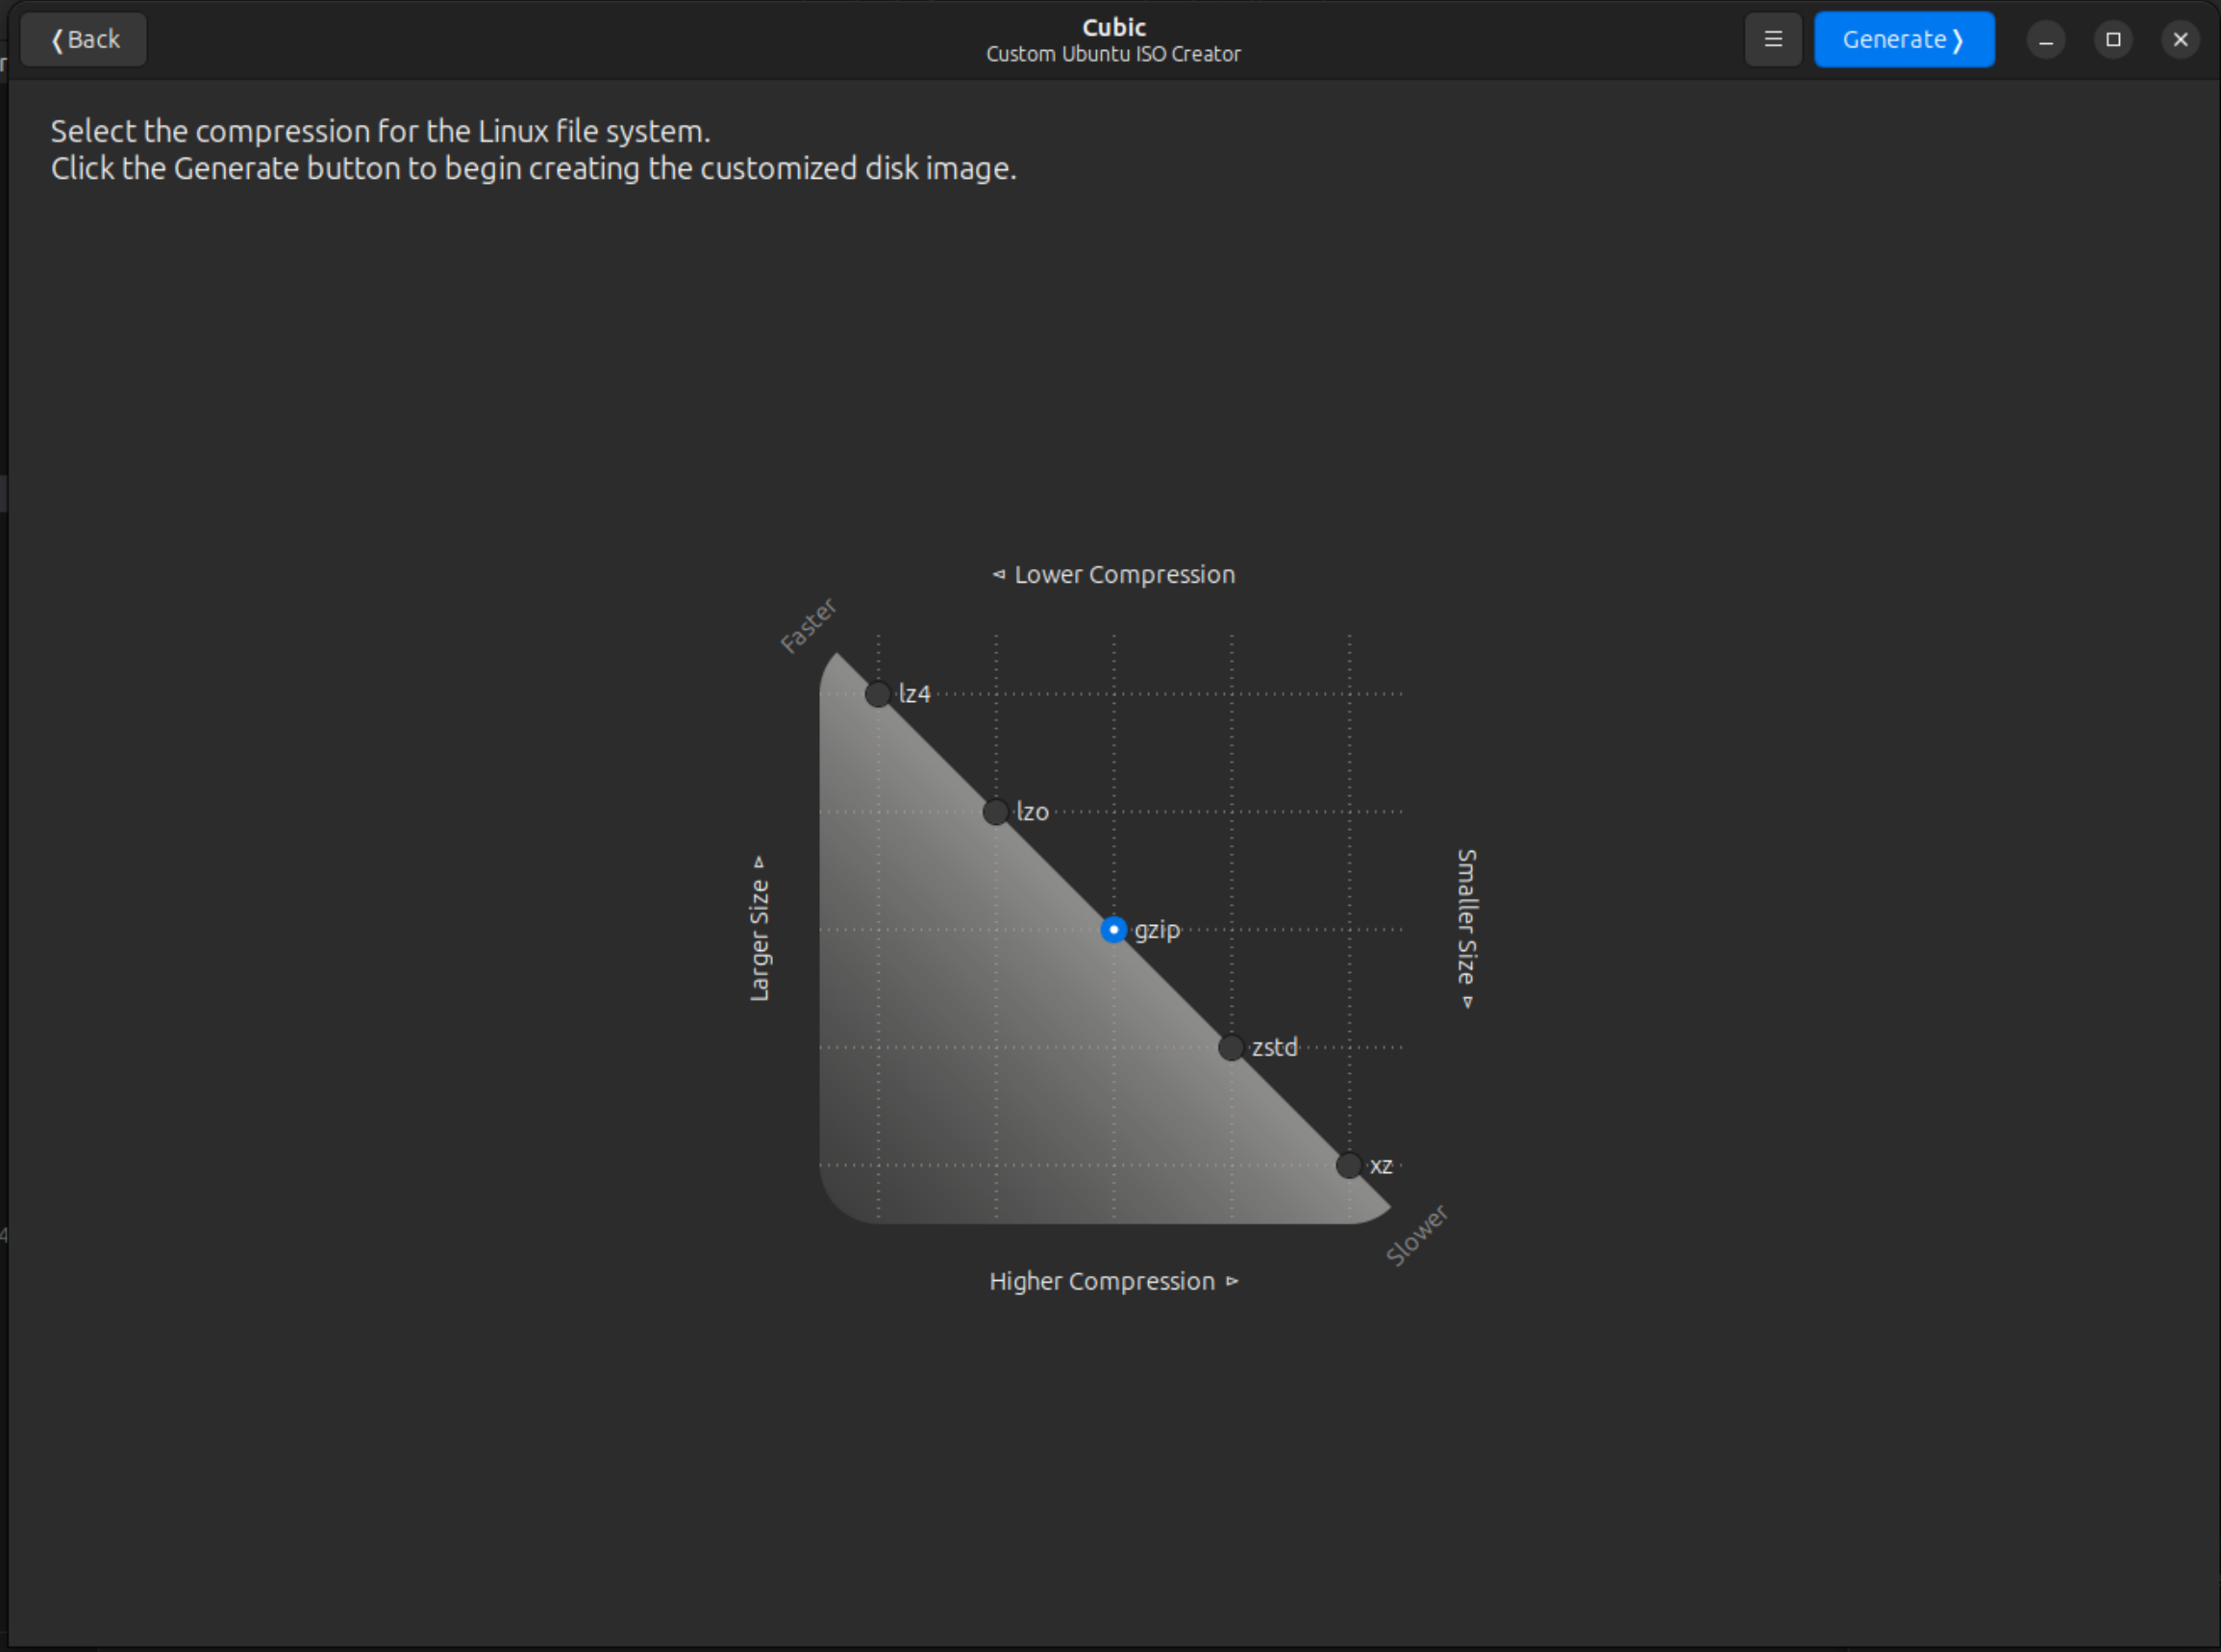 ❬Back
Cubic
Custom Ubuntu ISO Creator
☰
Generate❭
Select the compression for the Linux file system.
Click the Generate button to begin creating the customized disk image.
◅ Lower Compression
Faster
lz4
lzo
Larger Size ▻
gzip
Smaller Size ▻
zstd
xz
Slower
Higher Compression ▻